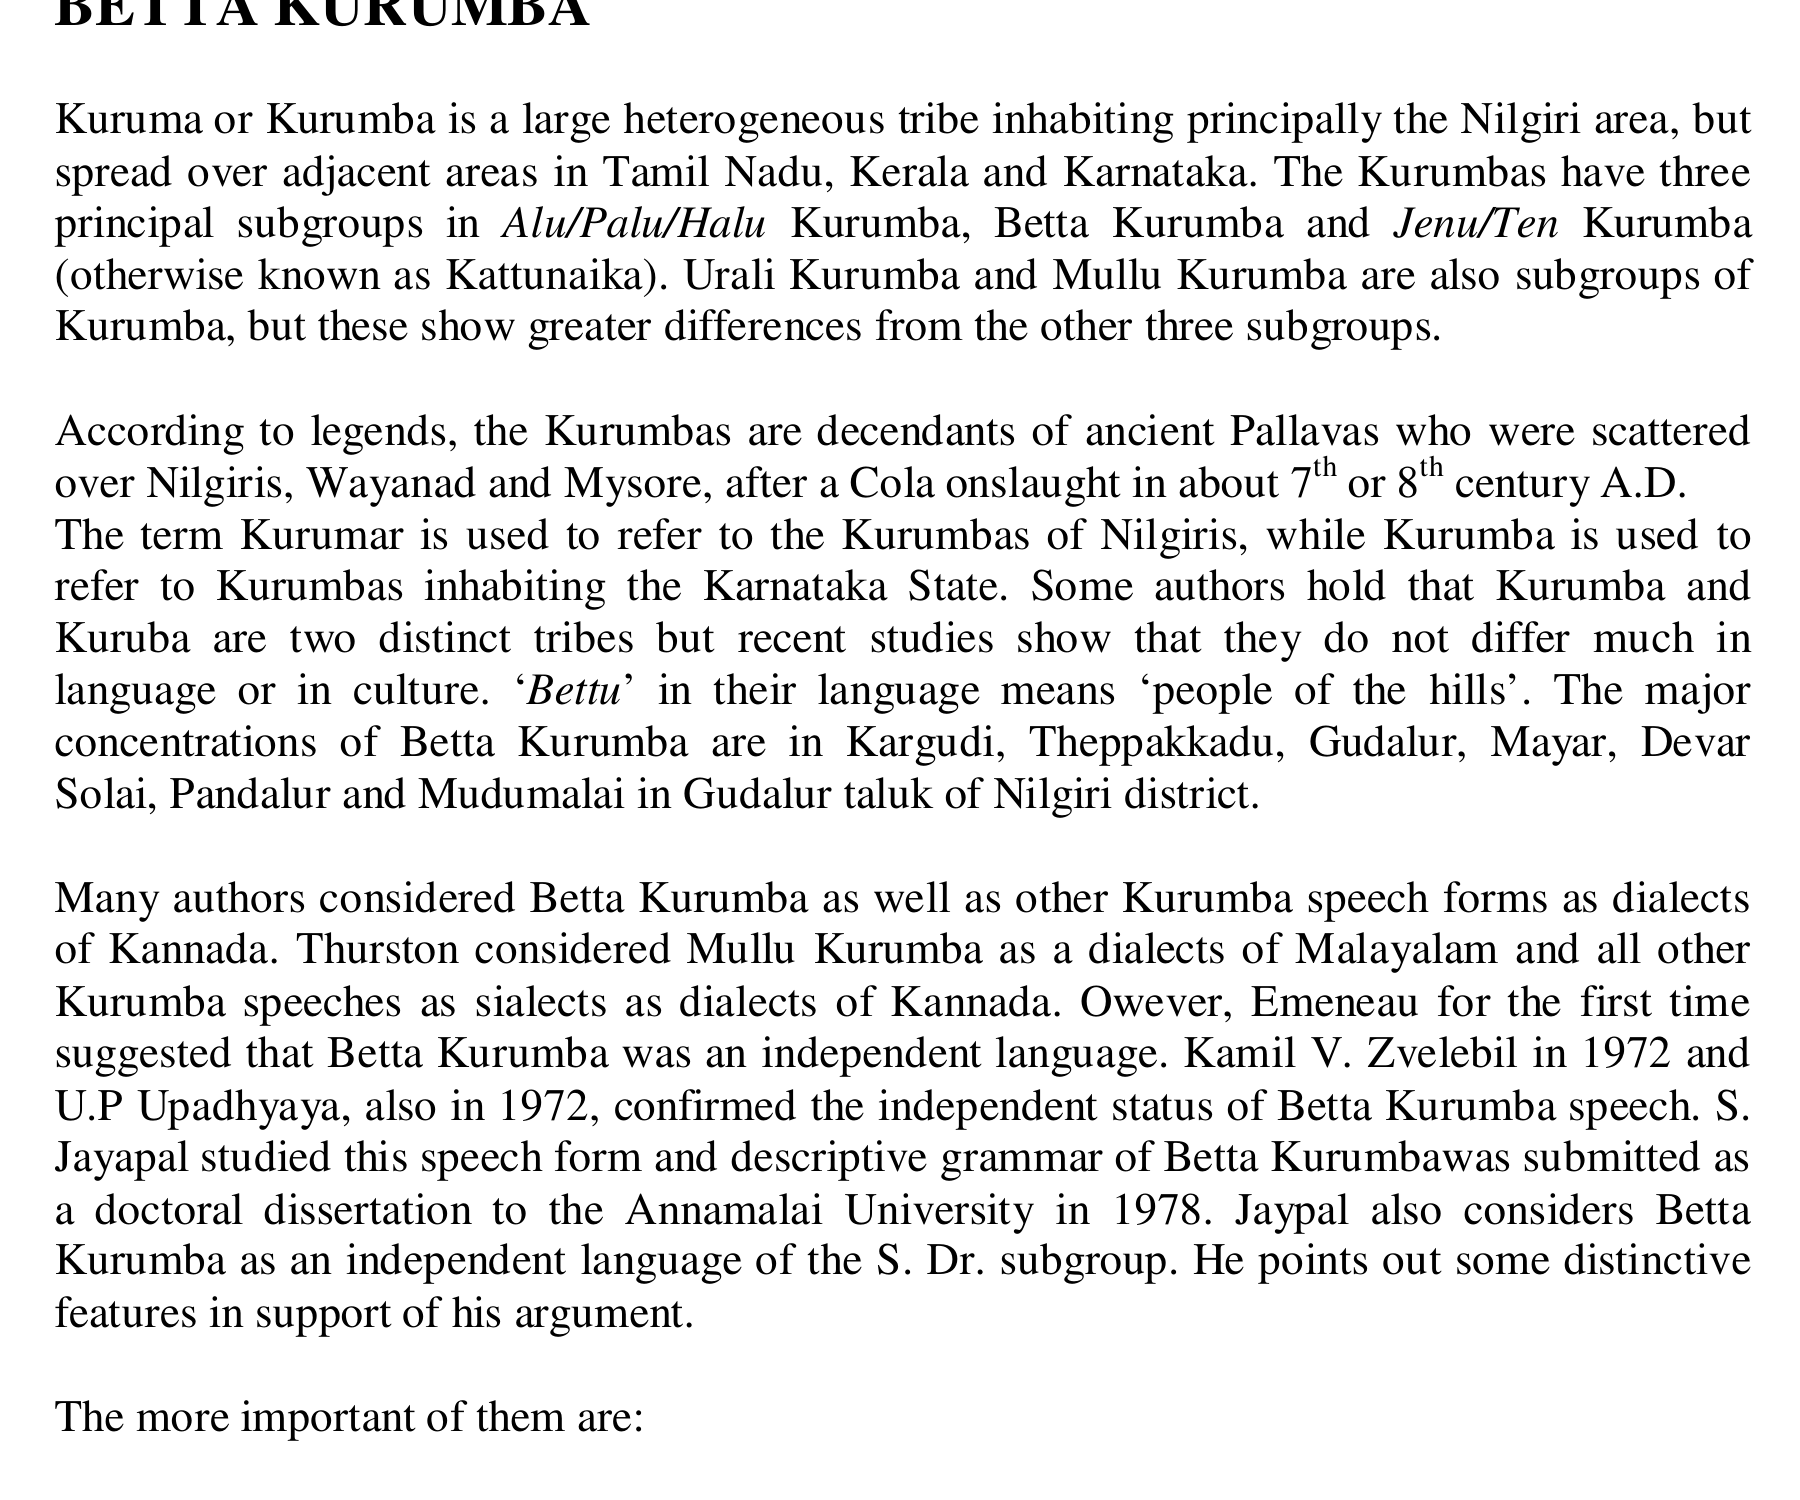 BETTA KURUMBA
Kuruma or Kurumba is a large heterogeneous tribe inhabiting principally the Nilgiri area, but
spread over adjacent areas in Tamil Nadu, Kerala and Karnataka. The Kurumbas have three
principal subgroups in Alu/Palu/Halu Kurumba, Betta Kurumba and Jenu/Ten Kurumba
(otherwise known as Kattunaika). Urali Kurumba and Mullu Kurumba are also subgroups of
Kurumba, but these show greater differences from the other three subgroups.
According to legends, the Kurumbas are decendants of ancient Pallavas who were scattered
over Nilgiris, Wayanad and Mysore, after a Cola onslaught in about 7th or 8th century A.D.
The term Kurumar is used to refer to the Kurumbas of Nilgiris, while Kurumba is used to
refer to Kurumbas inhabiting the Karnataka State. Some authors hold that Kurumba and
Kuruba are two distinct tribes but recent studies show that they do not differ much in
language or in culture. ‘Bettu’ in their language means ‘people of the hills’. The major
concentrations of Betta Kurumba are in Kargudi, Theppakkadu, Gudalur, Mayar, Devar
Solai, Pandalur and Mudumalai in Gudalur taluk of Nilgiri district.
Many authors considered Betta Kurumba as well as other Kurumba speech forms as dialects
of Kannada. Thurston considered Mullu Kurumba as a dialects of Malayalam and all other
Kurumba speeches as sialects as dialects of Kannada. Owever, Emeneau for the first time
suggested that Betta Kurumba was an independent language. Kamil V. Zvelebil in 1972 and
U.P Upadhyaya, also in 1972, confirmed the independent status of Betta Kurumba speech. S.
Jayapal studied this speech form and descriptive grammar of Betta Kurumbawas submitted as
a doctoral dissertation to the Annamalai University in 1978. Jaypal also considers Betta
Kurumba as an independent language of the S. Dr. subgroup. He points out some distinctive
features in support of his argument.
The more important of them are: